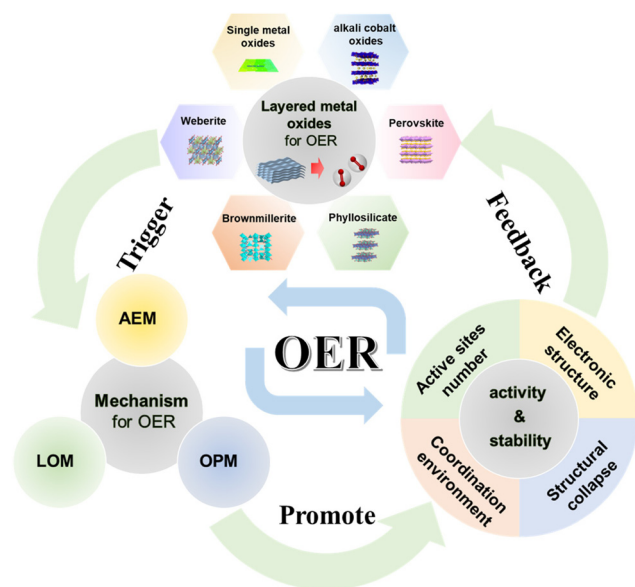 Single metal
oxides
alkali cobalt
oxides
Weberite
Layered metal
oxides
for OER
Perovskite
Brownmillerite
Phyllosilicate
Trigger
Feedback
AEM
Mechanism
for OER
LOM
OPM
OER
Active sites
number
Electronic
structure
activity
&
stability
Coordination
environment
Structural
collapse
Promote